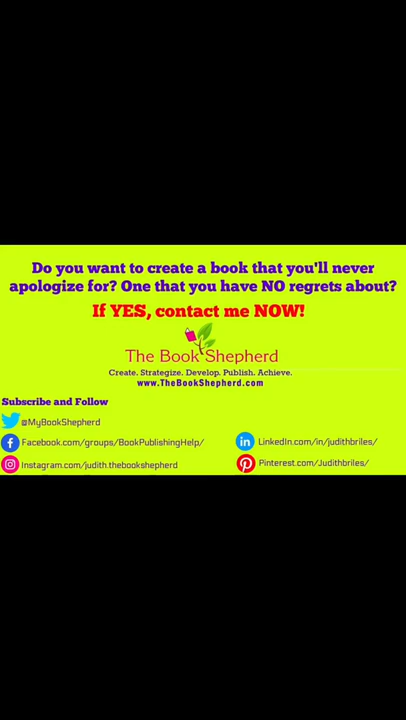 Do you want to create a book that you'll never
apologize for? One that you have NO regrets about?
If YES, contact me NOW!
The Book Shepherd
Create. Strategize. Develop. Publish. Achieve.
www.TheBookShepherd.com
Subscribe and Follow
@MyBookShepherd
Facebook.com/groups/BookPublishingHelp/
Instagram.com/judith.thebookshepherd
LinkedIn.com/in/judithbriles/
Pinterest.com/Judithbriles/